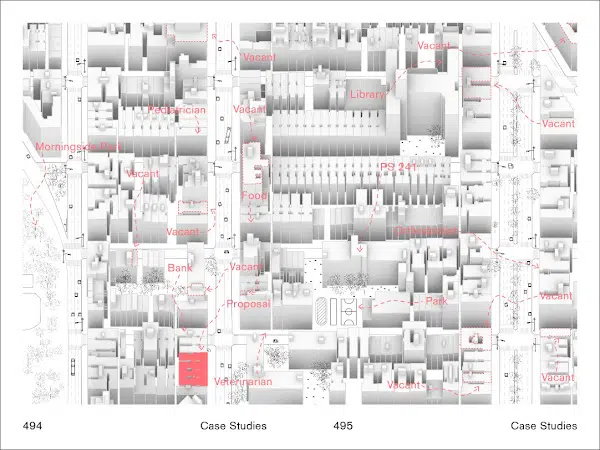 Vacant
Vacant
Library
Pediatrician
Vacant
Vacant
Morningside Park
PS 241
Vacant
Food
Vacant
Bank
Vacant
Vacant
Proposal
Park
Veterinarian
Vacant
Vacant
494
Case Studies
495
Case Studies